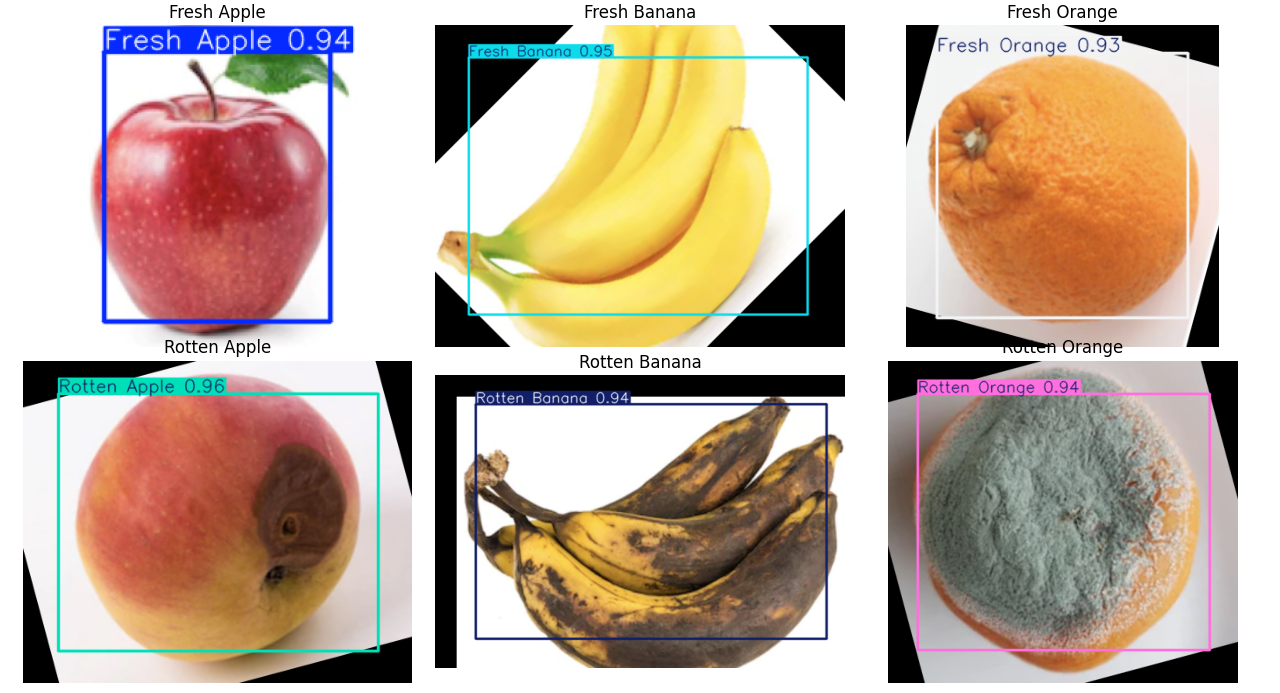 Fresh Apple
Fresh Banana
Fresh Orange
Fresh Apple 0.94
Fresh Banana 0.95
Fresh Orange 0.93
Rotten Apple
Rotten Banana
Rotten Orange
Rotten Apple 0.96
Rotten Banana 0.94
Rotten Orange 0.94